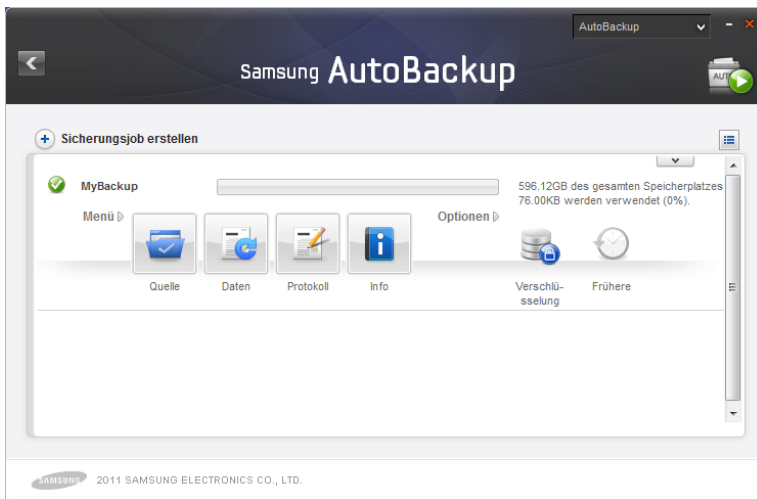 AutoBackup
samsung AutoBackup
AUTO
Sicherungsjob erstellen
MyBackup
596.12GB des gesamten Speicherplatzes
76.00KB werden verwendet (0%).
Menü
Optionen
Quelle
Daten
Protokoll
Info
Verschlü-
sselung
Frühere
SAMSUNG
2011 SAMSUNG ELECTRONICS CO., LTD.